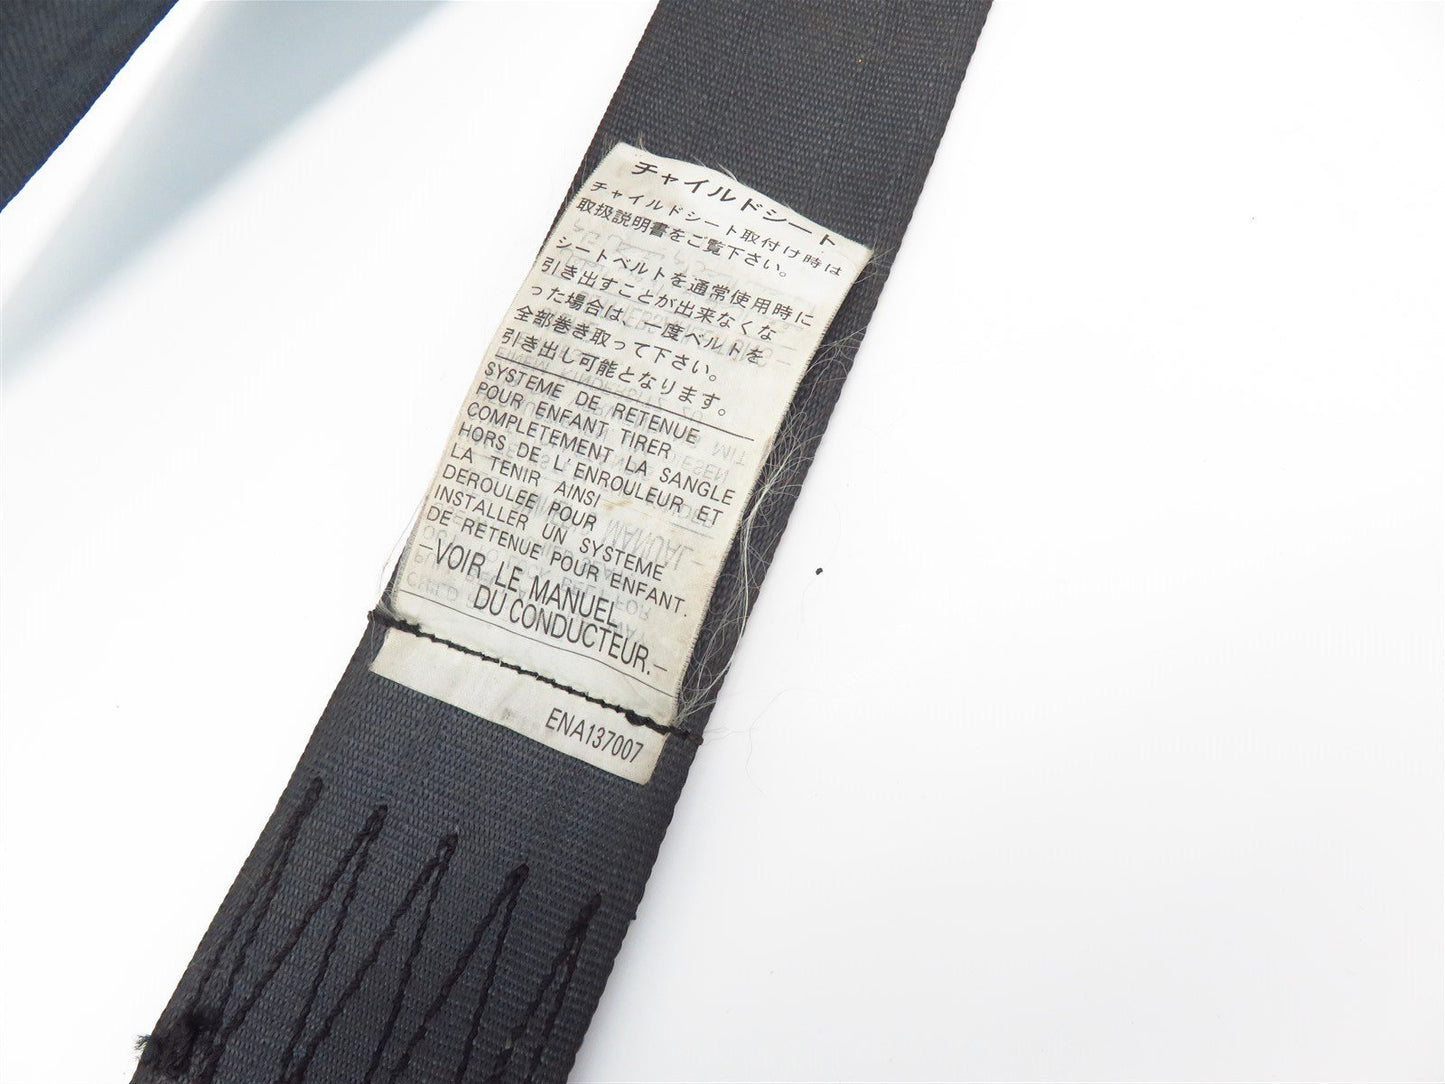 チャイルドシート
チャイルドシート取付け時は
取扱説明書をご覧下さい。
シートベルトを通常使用時に
引き出すことが出来なくな
った場合は、一度ベルトを
全部巻き取って下さい。
引き出し可能となります。
SYSTEME DE RETENUE
POUR ENFANT TIRER
COMPLETEMENT LA SANGLE
HORS DE L'ENROULEUR ET
LA TENIR AINSI
DEROULEE POUR
INSTALLER UN SYSTEME
DE RETENUE POUR ENFANT.
-VOIR LE MANUEL
DU CONDUCTEUR.-
ENA137007